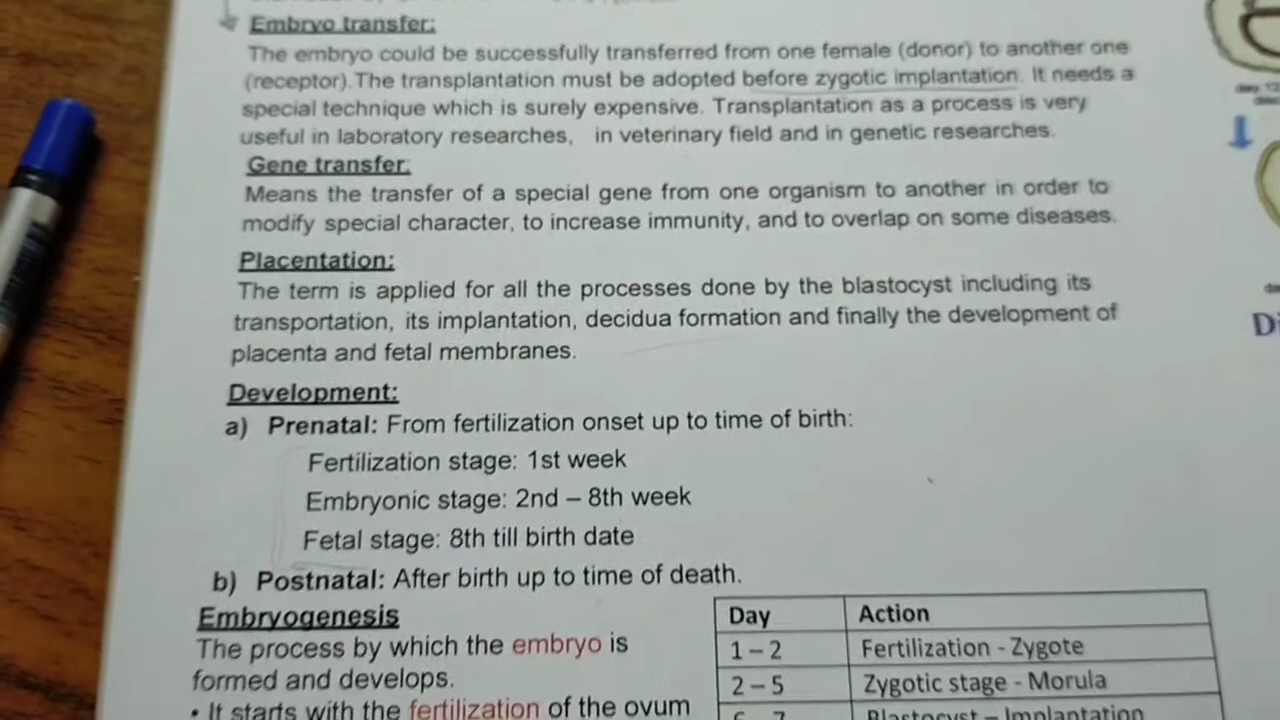 Embryo transfer:
The embryo could be successfully transferred from one female (donor) to another one
(receptor). The transplantation must be adopted before zygotic implantation. It needs a
special technique which is surely expensive. Transplantation as a process is very
useful in laboratory researches, in veterinary field and in genetic researches.
Gene transfer:
Means the transfer of a special gene from one organism to another in order to
modify special character, to increase immunity, and to overlap on some diseases.
Placentation:
The term is applied for all the processes done by the blastocyst including its
transportation, its implantation, decidua formation and finally the development of
placenta and fetal membranes.
Development:
a) Prenatal: From fertilization onset up to time of birth:
Fertilization stage: 1st week
Embryonic stage: 2nd – 8th week
Fetal stage: 8th till birth date
b) Postnatal: After birth up to time of death.
Embryogenesis
The process by which the embryo is
formed and develops.
• It starts with the fertilization of the ovum
Day Action
1 – 2 Fertilization - Zygote
2 – 5 Zygotic stage - Morula
6 – 7 Blastocyst – Implantation